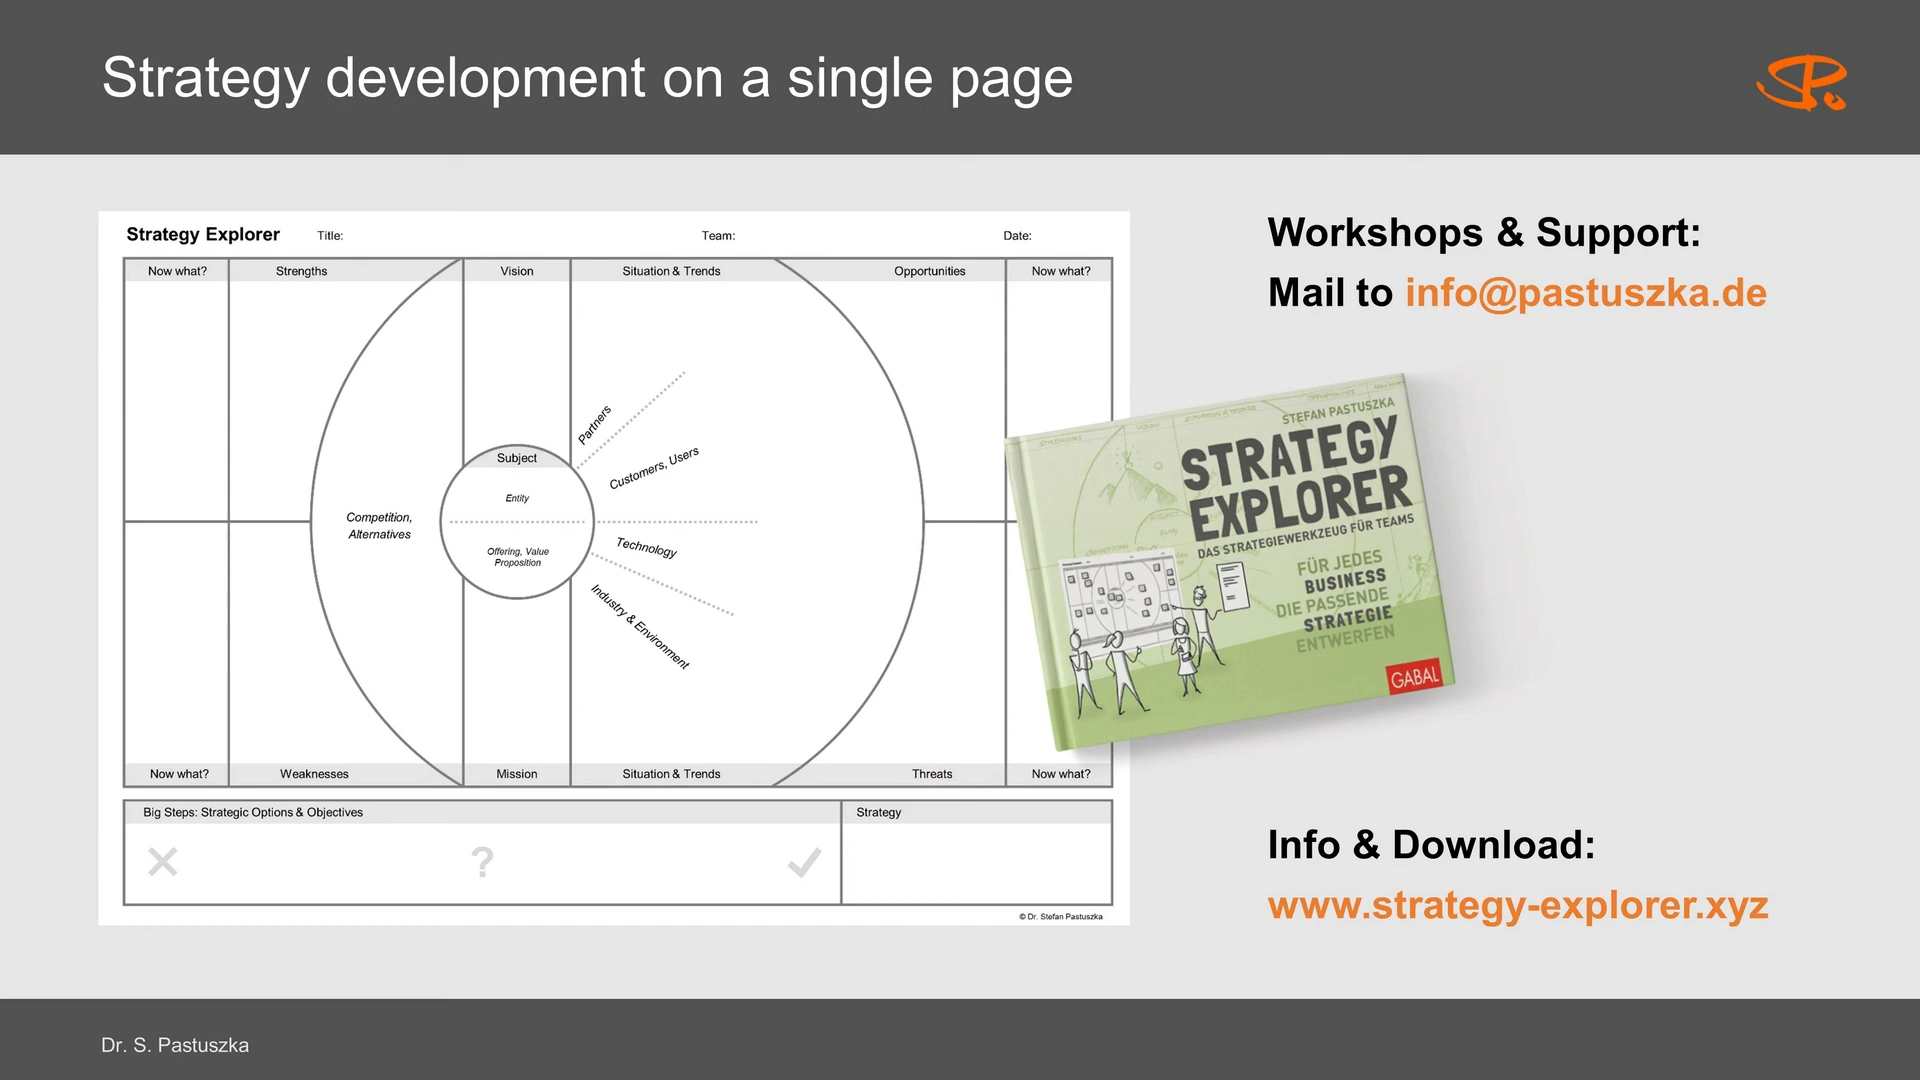 Strategy development on a single page
Strategy Explorer
Title:
Team:
Date:
Now what?
Strengths
Vision
Situation & Trends
Opportunities
Now what?
Partners
Customers, Users
Subject
Entity
Competition,
Alternatives
Offering, Value
Proposition
Technology
Industry & Environment
Now what?
Weaknesses
Mission
Situation & Trends
Threats
Now what?
Big Steps: Strategic Options & Objectives
Strategy
?
© Dr. Stefan Pastuszka
Workshops & Support:
Mail to info@pastuszka.de
STEFAN PASTUSZKA
STRATEGY
EXPLORER
DAS STRATEGIEWERKZEUG FÜR TEAMS
FÜR JEDES
BUSINESS
DIE PASSENDE
STRATEGIE
ENTWERFEN
GABAL
Info & Download:
www.strategy-explorer.xyz
Dr. S. Pastuszka